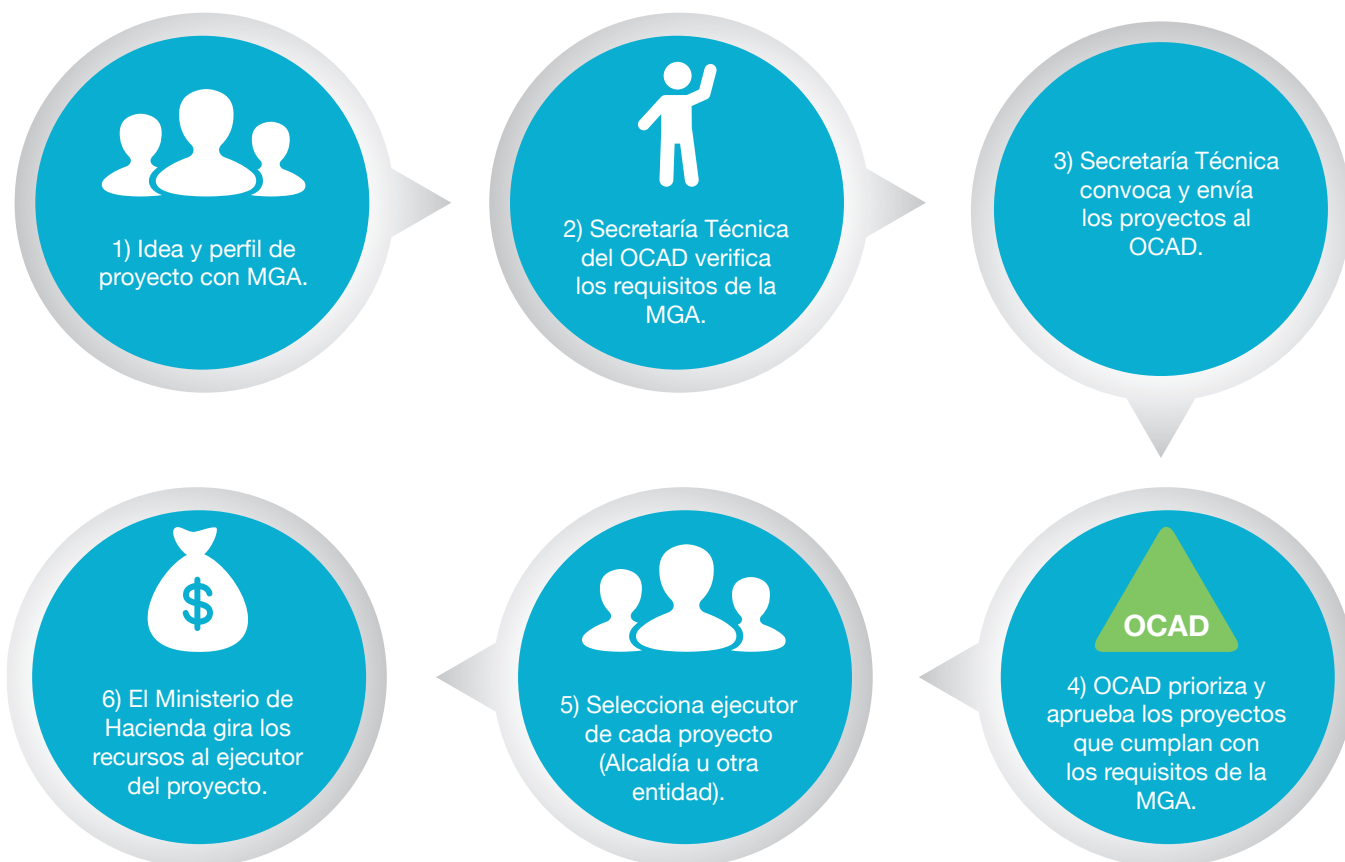 1) Idea y perfil de
proyecto con MGA.
2) Secretaría Técnica
del OCAD verifica
los requisitos de la
MGA.
3) Secretaría Técnica
convoca y envía
los proyectos al
OCAD.
OCAD
4) OCAD prioriza y
aprueba los proyectos
que cumplan con
los requisitos de la
MGA.
5) Selecciona ejecutor
de cada proyecto
(Alcaldía u otra
entidad).
$
6) El Ministerio de
Hacienda gira los
recursos al ejecutor
del proyecto.